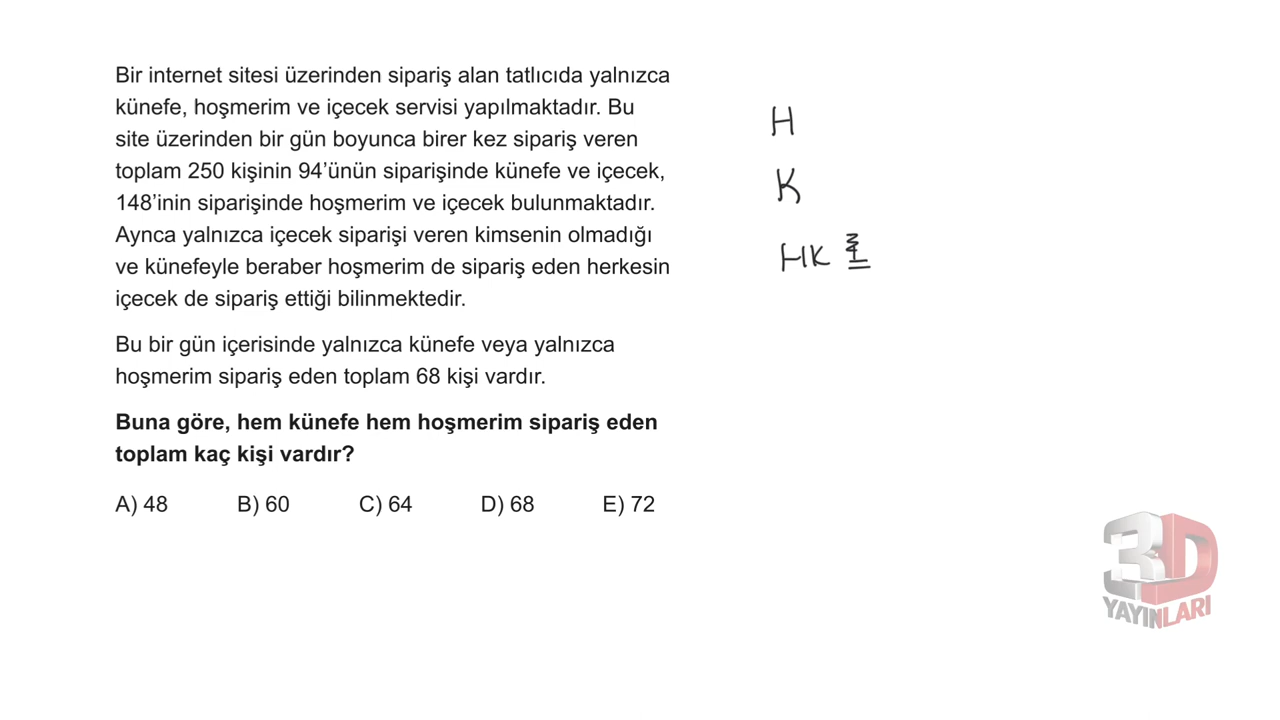 Bir internet sitesi üzerinden sipariş alan tatlıcıda yalnızca
künefe, hoşmerim ve içecek servisi yapılmaktadır. Bu
site üzerinden bir gün boyunca birer kez sipariş veren
toplam 250 kişinin 94’ünün siparişinde künefe ve içecek,
148’inin siparişinde hoşmerim ve içecek bulunmaktadır.
Ayrıca yalnızca içecek siparişi veren kimsenin olmadığı
ve künefeyle beraber hoşmerim de sipariş eden herkesin
içecek de sipariş ettiği bilinmektedir.
Bu bir gün içerisinde yalnızca künefe veya yalnızca
hoşmerim sipariş eden toplam 68 kişi vardır.
Buna göre, hem künefe hem hoşmerim sipariş eden
toplam kaç kişi vardır?
A) 48 B) 60 C) 64 D) 68 E) 72
H
K
HK
3D
YAYINLARI